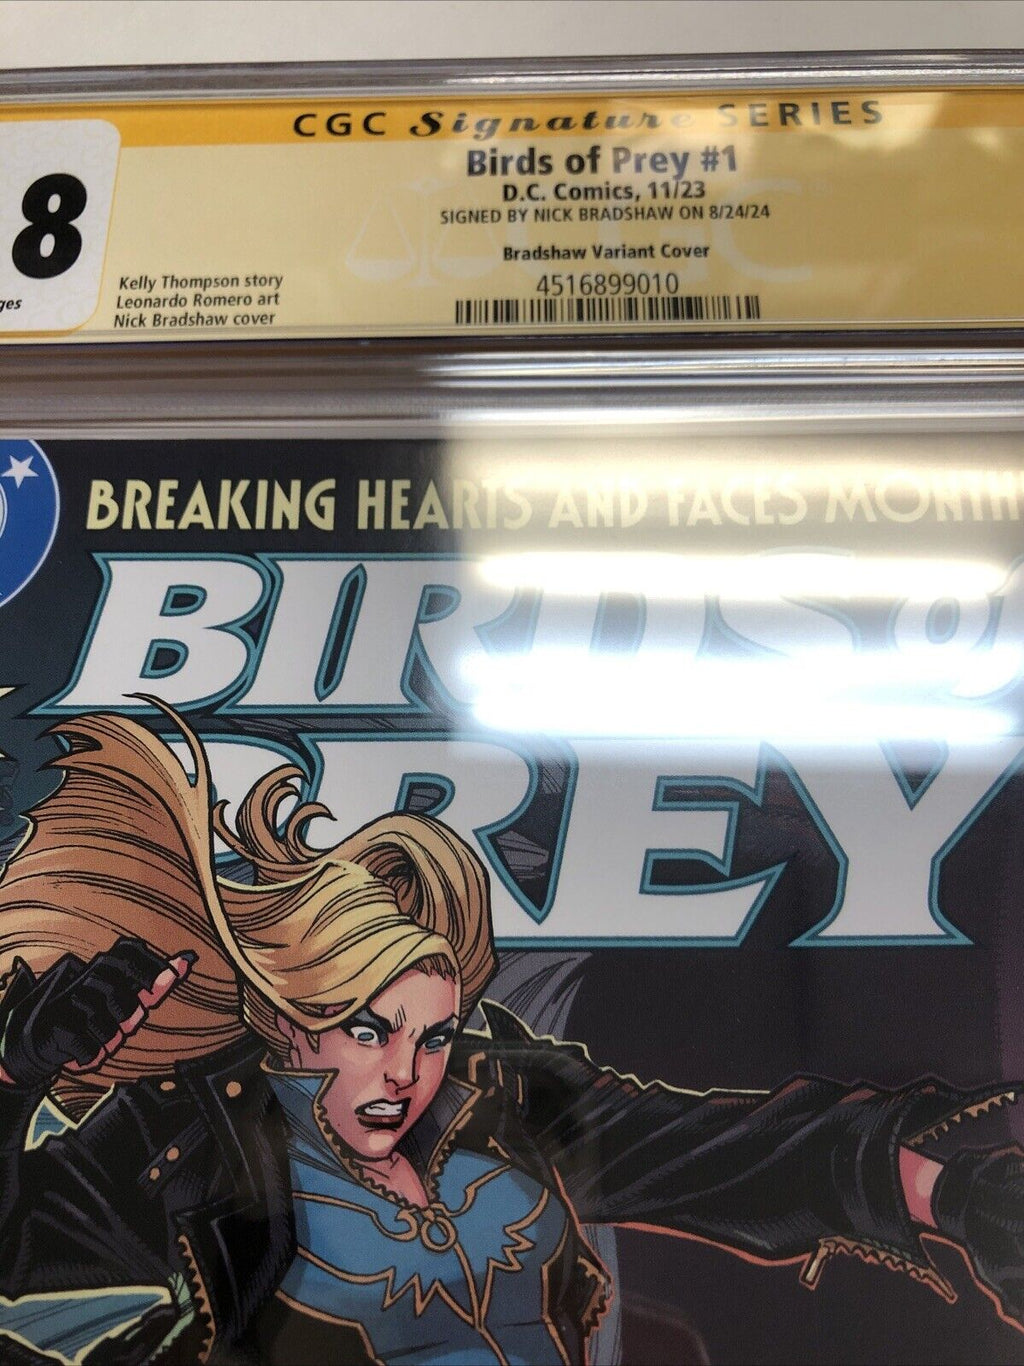 CGC Signature SERIES
Birds of Prey #1
D.C. Comics, 11/23
SIGNED BY NICK BRADSHAW ON 8/24/24
Bradshaw Variant Cover
4516899010
8
ges
Kelly Thompson story
Leonardo Romero art
Nick Bradshaw cover
BREAKING HEARTS AND FACES MONTH
BIRDS of
PREY